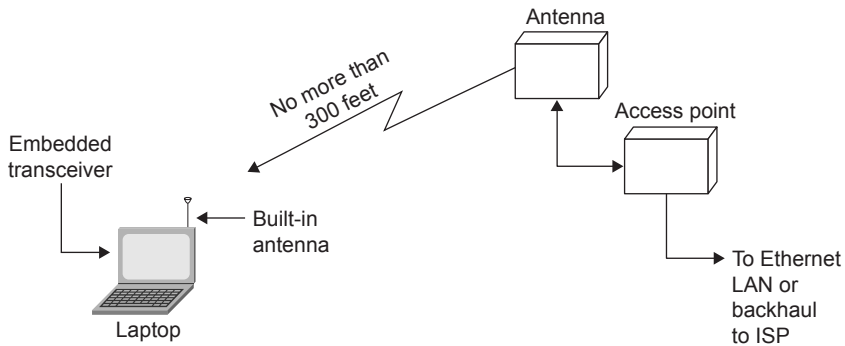 Antenna
No more than
300 feet
Access point
Embedded
transceiver
Built-in
antenna
Laptop
To Ethernet
LAN or
backhaul
to ISP